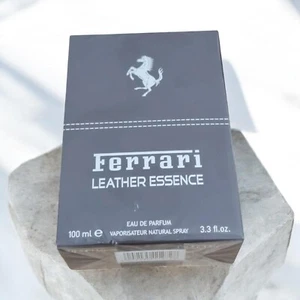 Ferrari
LEATHER ESSENCE
EAU DE PARFUM
100 ml e VAPORISATEUR NATURAL SPRAY 3.3 fl.oz.